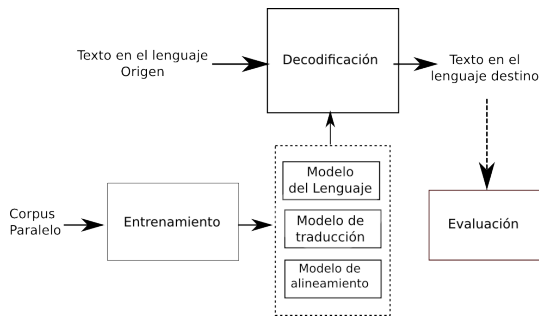 Texto en el lenguaje
Origen
Decodificación
Texto en el
lenguaje destino
Corpus
Paralelo
Entrenamiento
Modelo
del Lenguaje
Modelo de
traducción
Modelo de
alineamiento
Evaluación